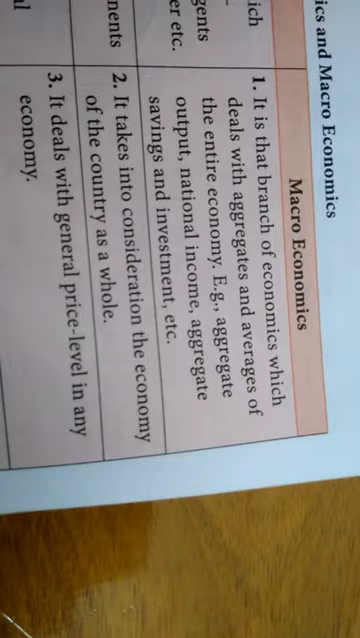 ics and Macro Economics
Macro Economics
1. It is that branch of economics which
deals with aggregates and averages of
the entire economy. E.g., aggregate
output, national income, aggregate
savings and investment, etc.
2. It takes into consideration the economy
of the country as a whole.
3. It deals with general price-level in any
economy.
ich
gents
er etc.
nents
al